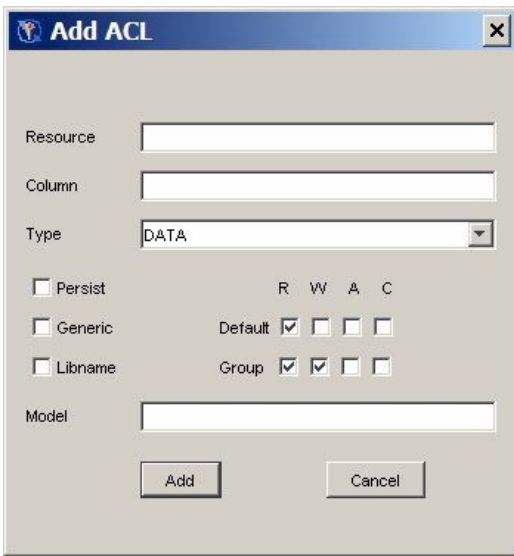 Add ACL
Resource
Column
Type DATA
Persist R W A C
Generic Default
Libname Group
Model
Add Cancel